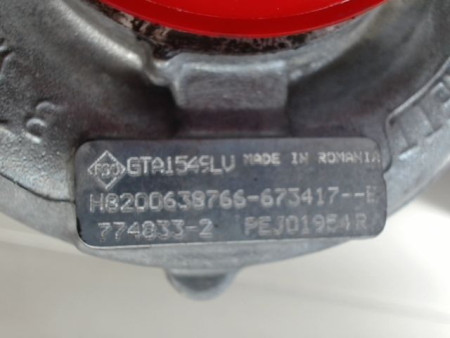 GTA1549LV MADE IN ROMANIA
H8200638766-673417--E
774833-2 PEJ01954R